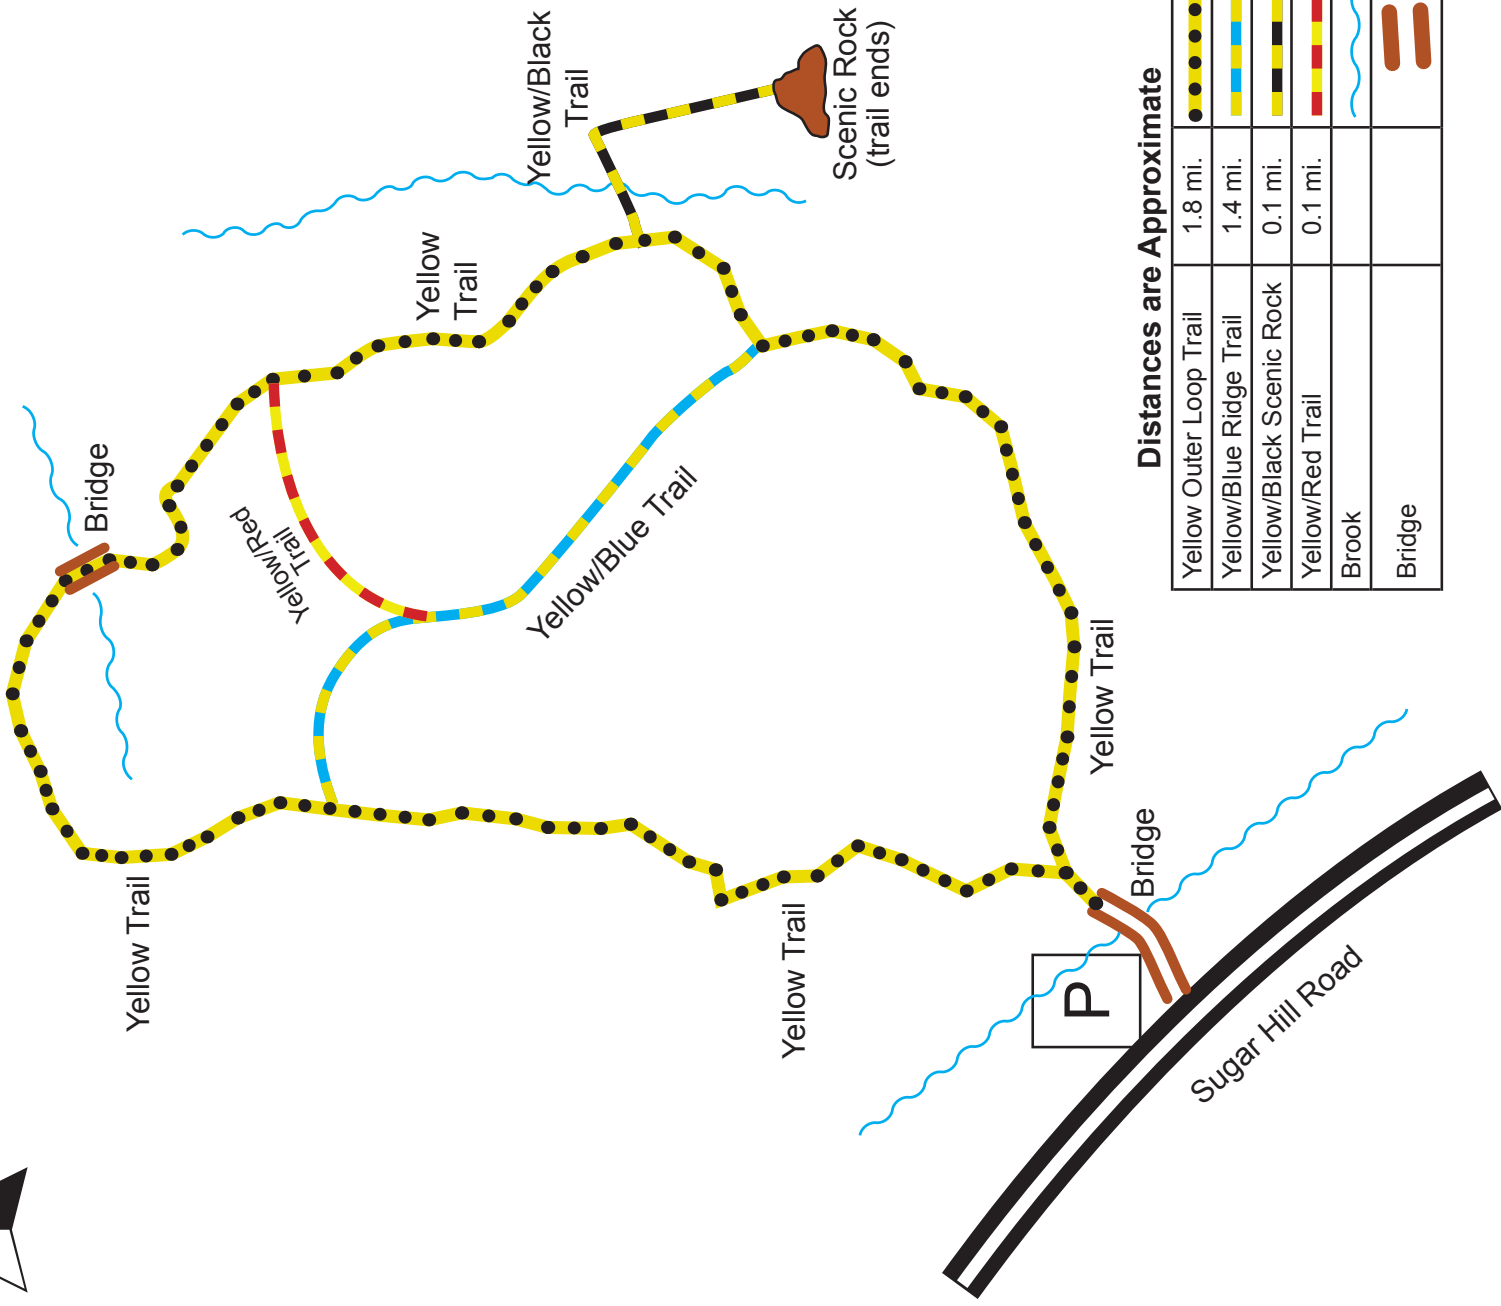 Yellow/Black
Trail
Scenic Rock
(trail ends)
Yellow
Trail
Bridge
Yellow/Red
Trail
Yellow/Blue Trail
Yellow Trail
Yellow Trail
Yellow Trail
Bridge
P
Sugar Hill Road
Distances are Approximate
Yellow Outer Loop Trail 1.8 mi.
Yellow/Blue Ridge Trail 1.4 mi.
Yellow/Black Scenic Rock 0.1 mi.
Yellow/Red Trail 0.1 mi.
Brook
Bridge